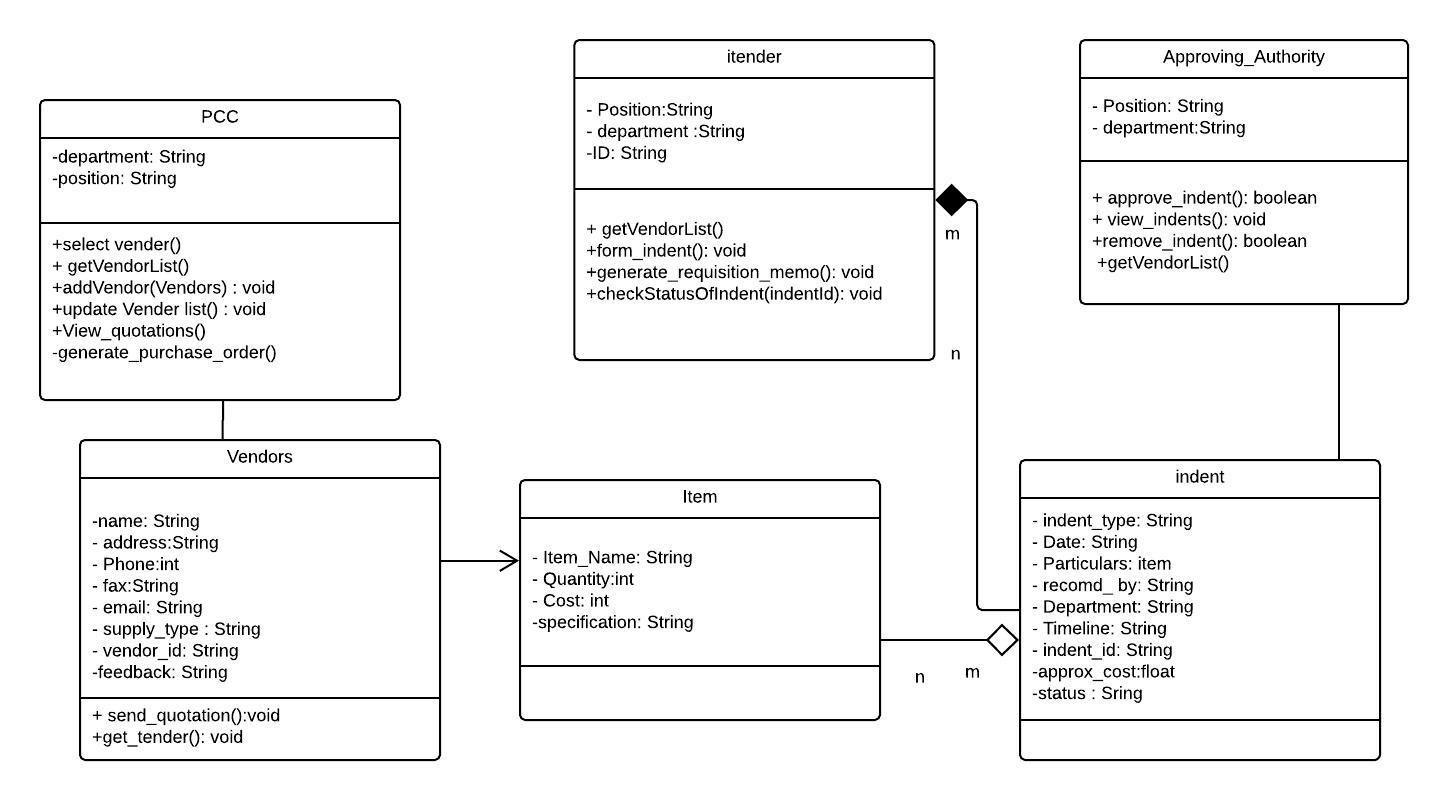 PCC
-department: String
-position: String
+select vender()
+ getVendorList()
+addVendor(Vendors) : void
+update Vender list() : void
+View_quotations()
-generate_purchase_order()
itender
- Position:String
- department :String
-ID: String
+ getVendorList()
+form_indent(): void
+generate_requisition_memo(): void
+checkStatusOfIndent(indentId): void
m
n
Approving_Authority
- Position: String
- department:String
+ approve_indent(): boolean
+ view_indents(): void
+remove_indent(): boolean
+getVendorList()
Vendors
-name: String
- address:String
- Phone:int
- fax:String
- email: String
- supply_type : String
- vendor_id: String
-feedback: String
+ send_quotation():void
+get_tender(): void
Item
- Item_Name: String
- Quantity:int
- Cost: int
-specification: String
n
m
indent
- indent_type: String
- Date: String
- Particulars: item
- recomd_ by: String
- Department: String
- Timeline: String
- indent_id: String
-approx_cost:float
-status : Sring